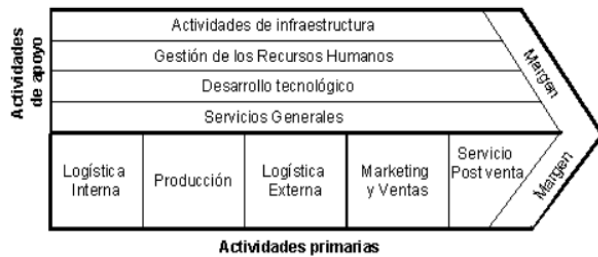 Actividades
de apoyo
Actividades de infraestructura
Gestión de los Recursos Humanos
Desarrollo tecnológico
Servicios Generales
Margen
Logística
Interna
Producción
Logística
Externa
Marketing
y Ventas
Servicio
Post venta
Margen
Actividades primarias